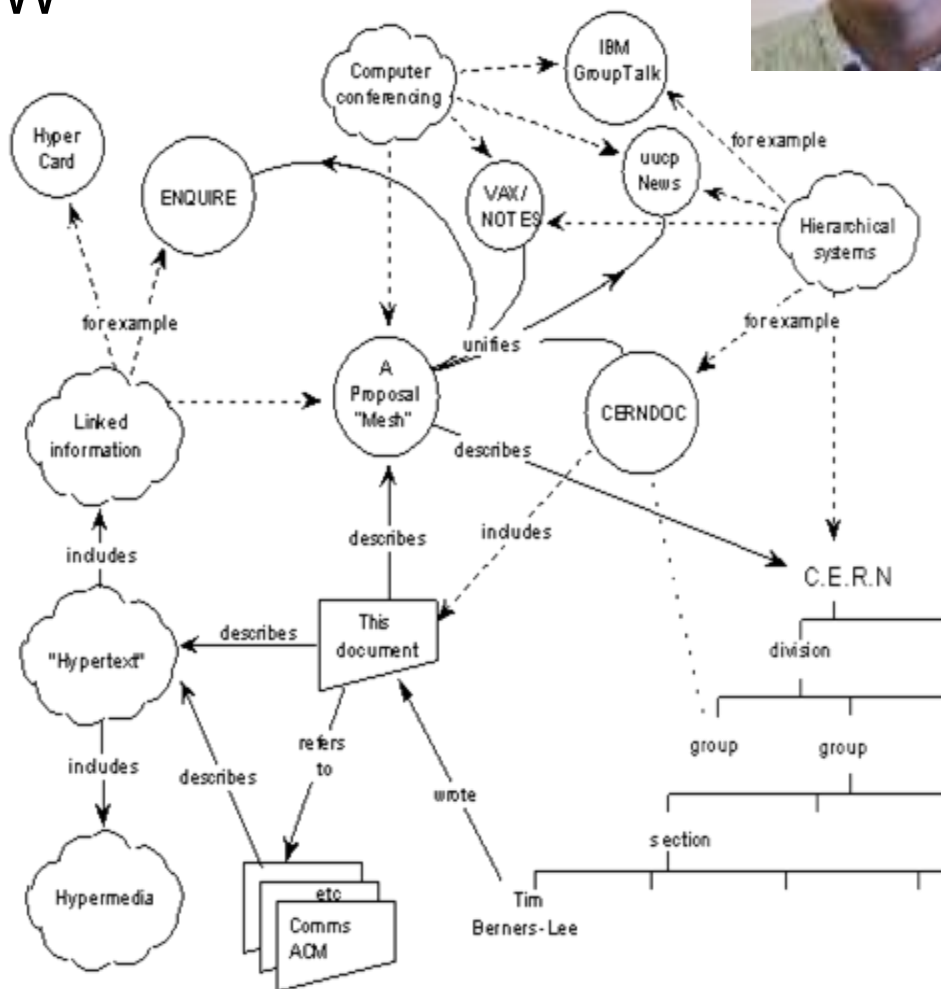 W
IBM
GroupTalk
Computer
conferencing
Hyper
Card
for example
uucp
News
ENQUIRE
VAX/
NOTES
Hierarchical
systems
for example
for example
unifies
A
Proposal
"Mesh"
CERNDOC
Linked
information
describes
includes
describes
includes
C.E.R.N
This
document
describes
division
"Hypertext"
refers
to
group
group
includes
describes
wrote
section
Hypermedia
etc
Tim
Berners-Lee
Comms
ACM